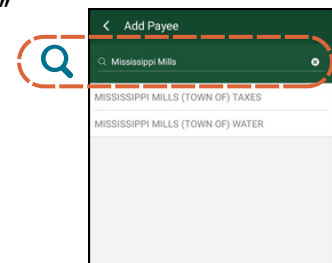 Add Payee
Mississippi Mills
MISSISSIPPI MILLS (TOWN OF) TAXES
MISSISSIPPI MILLS (TOWN OF) WATER